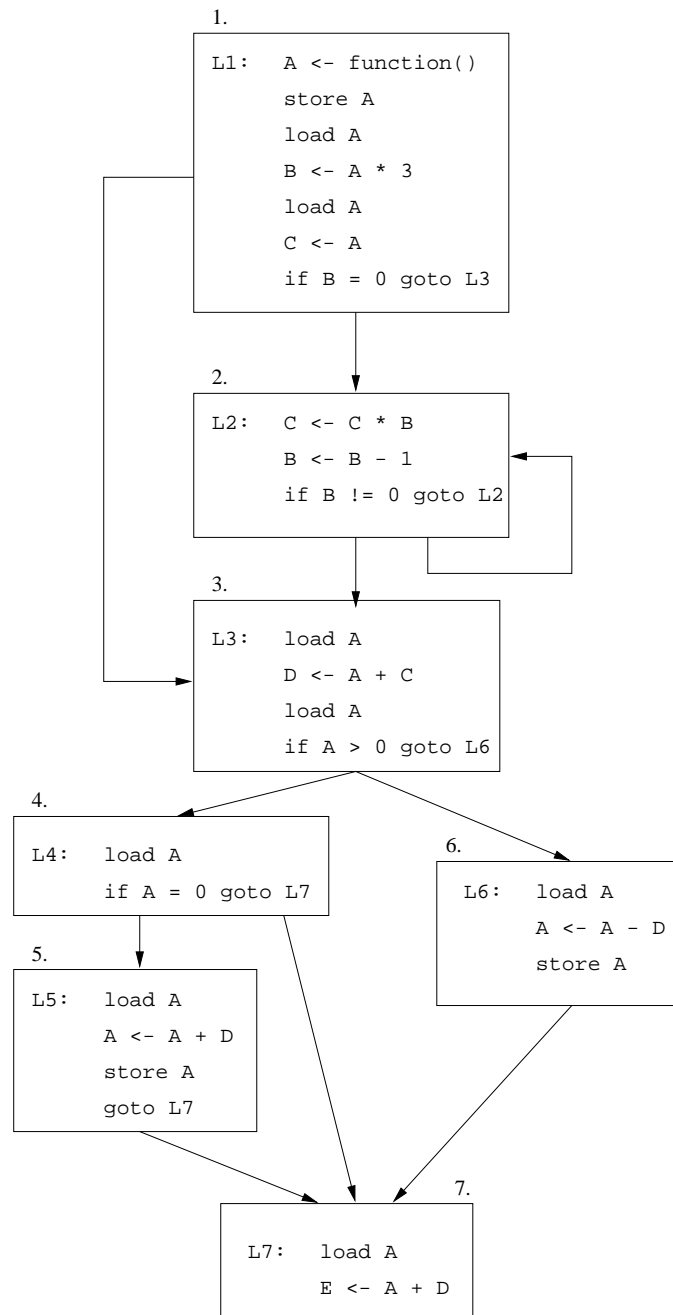 1.
L1: A <- function()
store A
load A
B <- A * 3
load A
C <- A
if B = 0 goto L3
2.
L2: C <- C * B
B <- B - 1
if B != 0 goto L2
3.
L3: load A
D <- A + C
load A
if A > 0 goto L6
4.
L4: load A
if A = 0 goto L7
5.
L5: load A
A <- A + D
store A
goto L7
6.
L6: load A
A <- A - D
store A
7.
L7: load A
E <- A + D